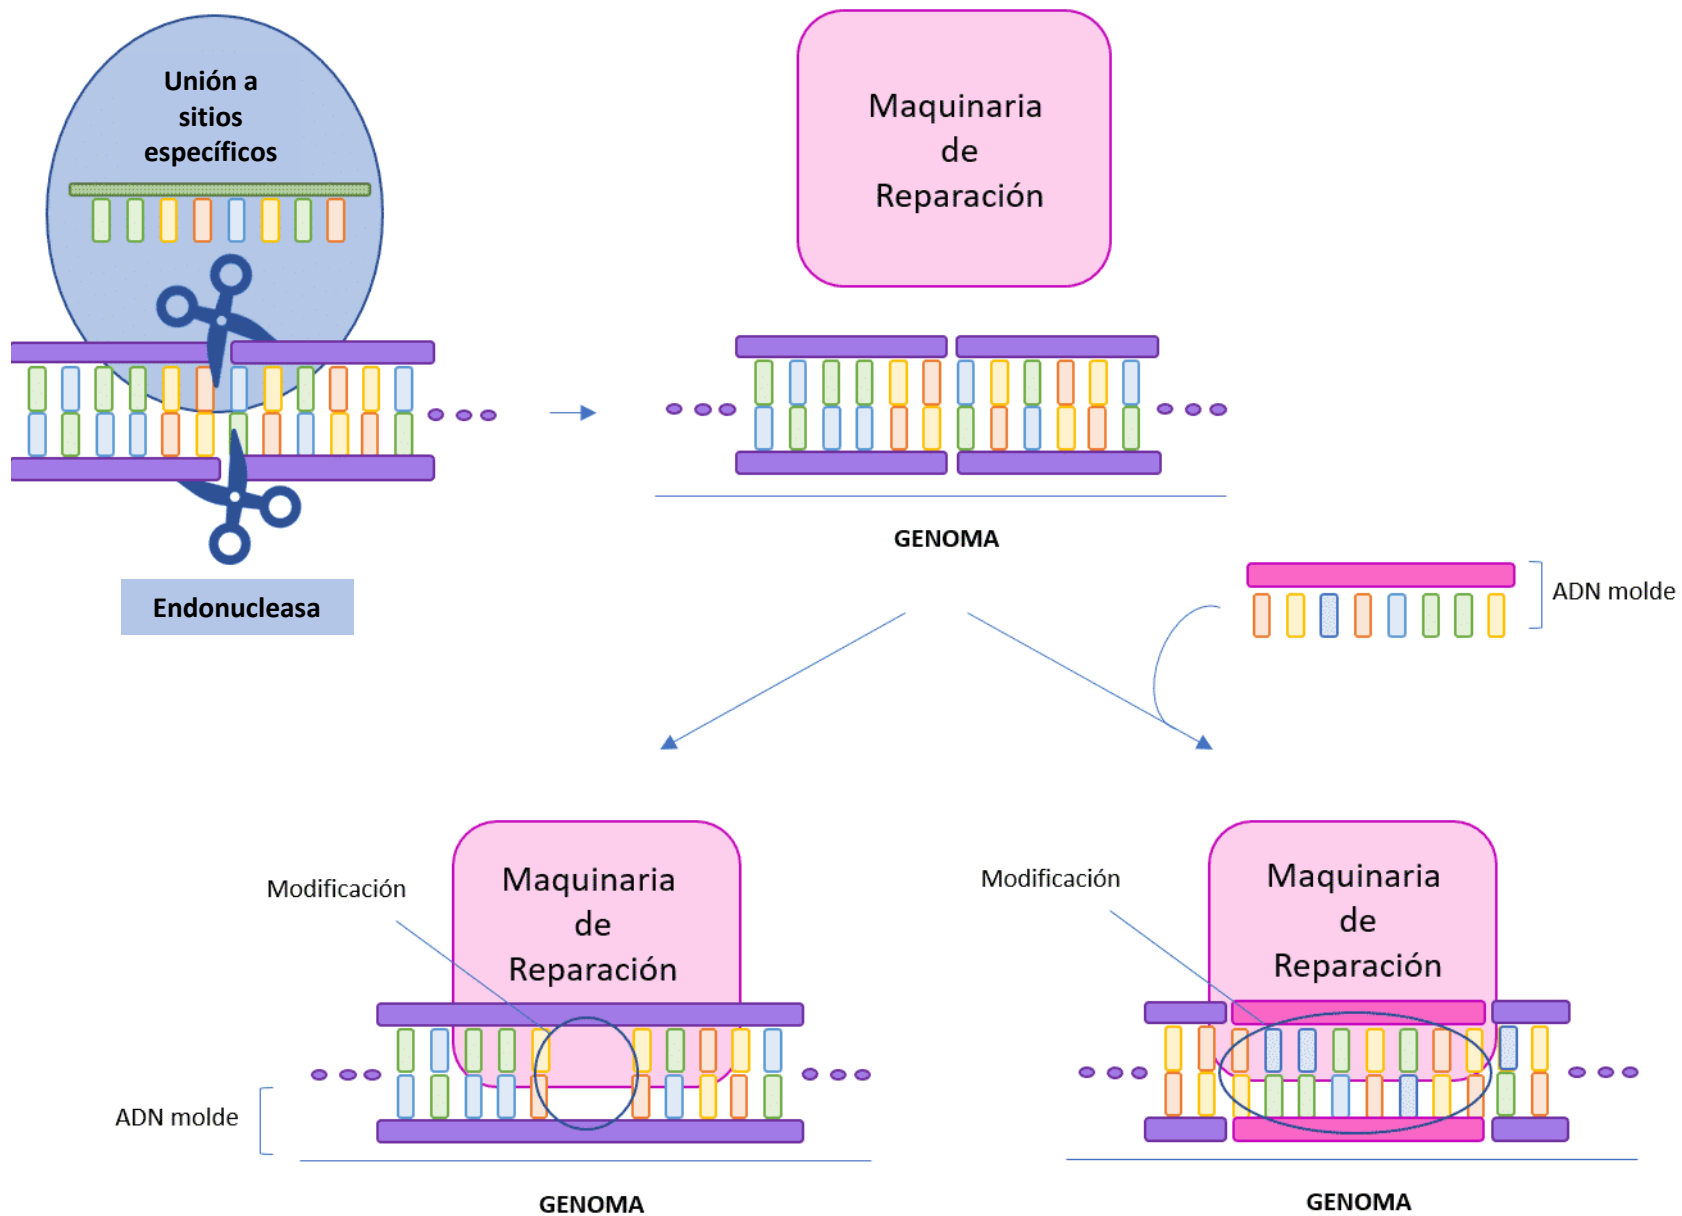 Unión a
sitios
específicos
Maquinaria
de
Reparación
Endonucleasa
GENOMA
ADN molde
Modificación
Maquinaria
de
Reparación
ADN molde
GENOMA
Modificación
Maquinaria
de
Reparación
GENOMA